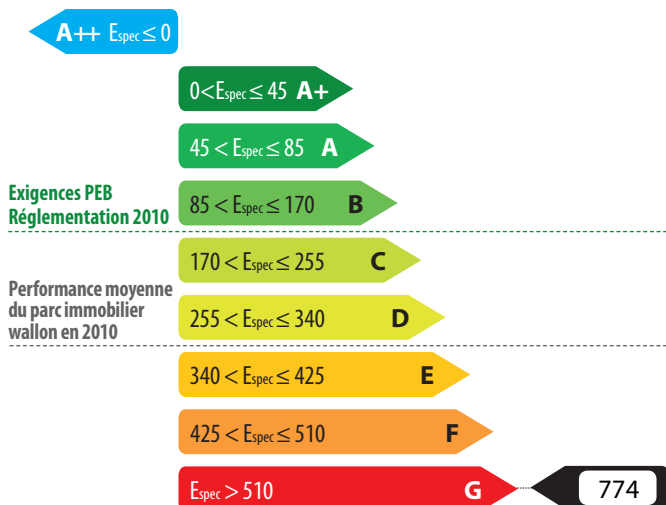 A++ Espec ≤ 0
0<Espec ≤ 45 A+
45 < Espec ≤ 85 A
Exigences PEB
Réglementation 2010
85 < Espec ≤ 170 B
170 < Espec ≤ 255 C
Performance moyenne
du parc immobilier
wallon en 2010
255 < Espec ≤ 340 D
340 < Espec ≤ 425 E
425 < Espec ≤ 510 F
Espec > 510 G 774